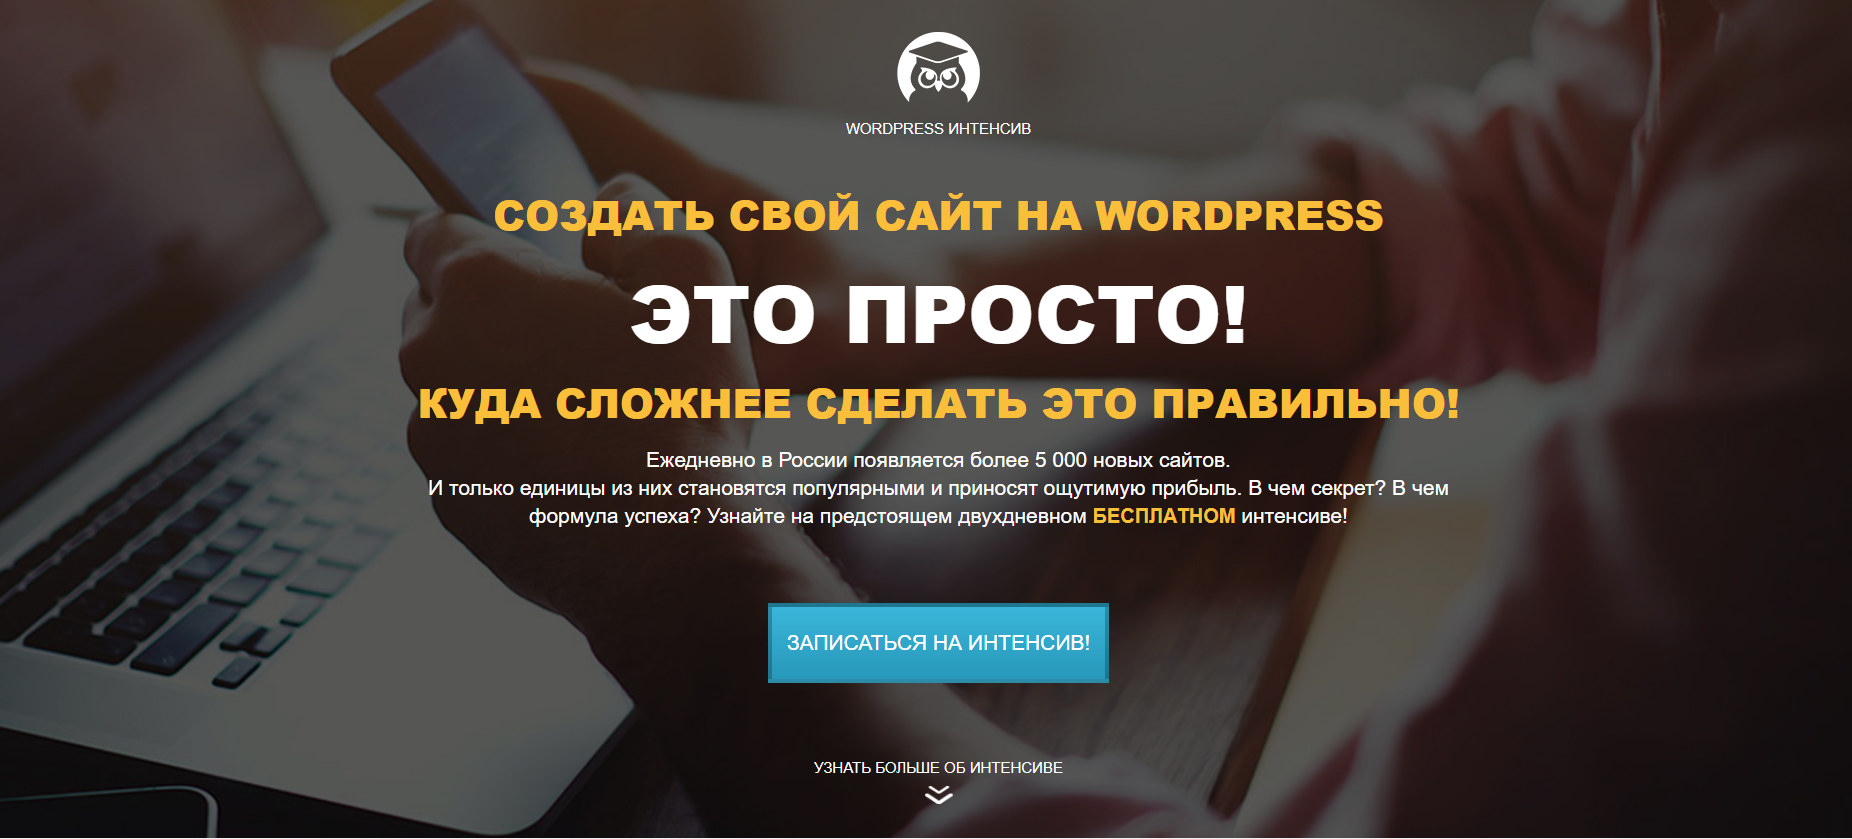 WORDPRESS ИНТЕНСИВ
СОЗДАТЬ СВОЙ САЙТ НА WORDPRESS
ЭТО ПРОСТО!
КУДА СЛОЖНЕЕ СДЕЛАТЬ ЭТО ПРАВИЛЬНО!
Ежедневно в России появляется более 5 000 новых сайтов.
И только единицы из них становятся популярными и приносят ощутимую прибыль. В чем секрет? В чем
формула успеха? Узнайте на предстоящем двухдневном БЕСПЛАТНОМ интенсиве!
ЗАПИСАТЬСЯ НА ИНТЕНСИВ!
УЗНАТЬ БОЛЬШЕ ОБ ИНТЕНСИВЕ